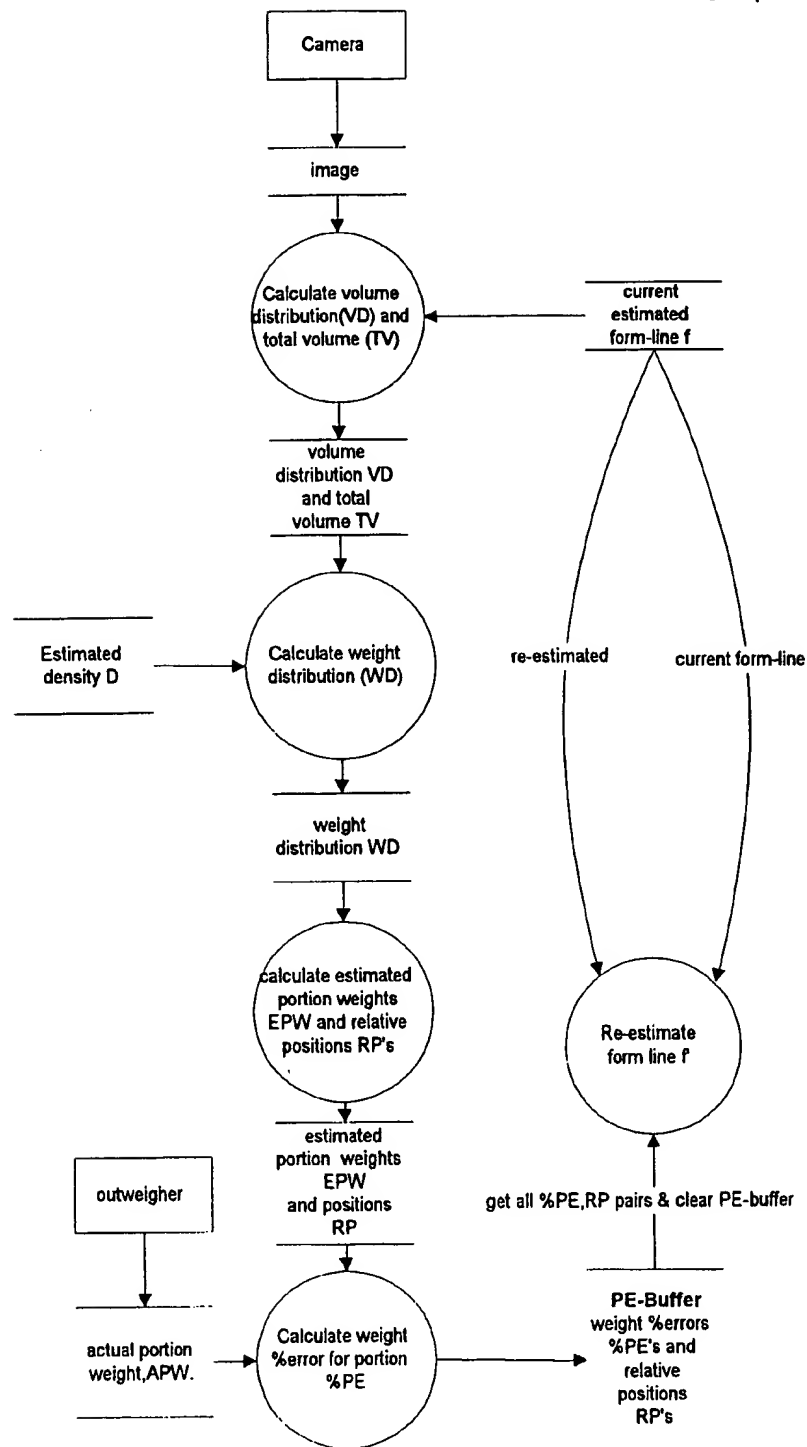 Camera
image
Calculate volume
distribution(VD) and
total volume (TV)
current
estimated
form-line f
volume
distribution VD
and total
volume TV
Estimated
density D
Calculate weight
distribution (WD)
re-estimated
current form-line
weight
distribution WD
calculate estimated
portion weights
EPW and relative
positions RP's
Re-estimate
form line f'
estimated
portion weights
EPW
and positions
RP
outweigher
get all %PE,RP pairs & clear PE-buffer
actual portion
weight,APW.
Calculate weight
%error for portion
%PE
PE-Buffer
weight %errors
%PE's and
relative
positions
RP's